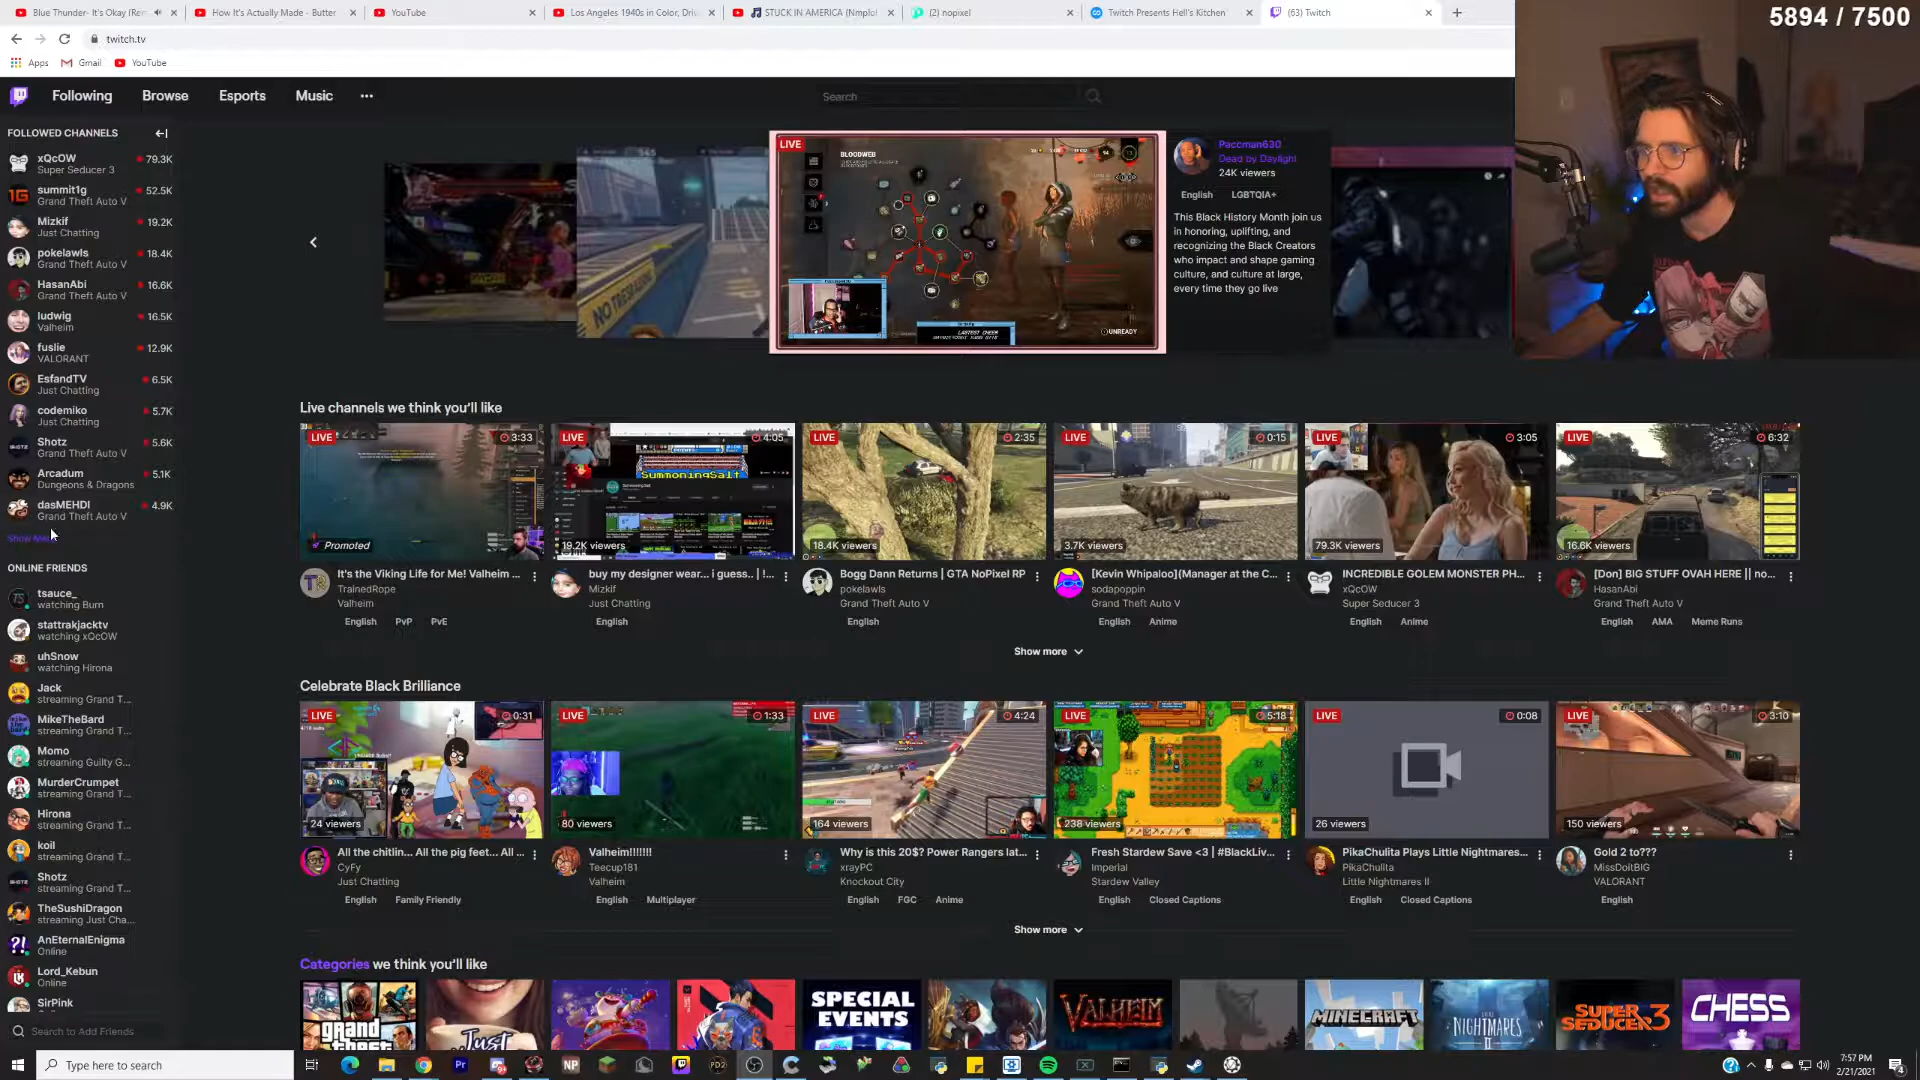 Blue Thunder- It's Okay (Rem
How It's Actually Made - Butter
YouTube
Los Angeles 1940s in Color, Driv
STUCK IN AMERICA (Nmplol
(2) nopixel
Twitch Presents Hell's Kitchen
(63) Twitch
5894 / 7500
twitch.tv
Apps
Gmail
YouTube
Following
Browse
Esports
Music
Search
FOLLOWED CHANNELS
xQcOW 79.3K
Super Seducer 3
summit1g 52.5K
Grand Theft Auto V
Mizkif 19.2K
Just Chatting
pokelawls 18.4K
Grand Theft Auto V
HasanAbi 16.6K
Grand Theft Auto V
ludwig 16.5K
Valheim
fuslie 12.9K
VALORANT
EsfandTV 6.5K
Just Chatting
codemiko 5.7K
Just Chatting
Shotz 5.6K
Grand Theft Auto V
Arcadum 5.1K
Dungeons & Dragons
dasMEHDI 4.9K
Grand Theft Auto V
Show More
ONLINE FRIENDS
tsauce_
watching Burn
stattrakjacktv
watching xQcOW
uhSnow
watching Hirona
Jack
streaming Grand T...
MikeTheBard
streaming Grand T...
Momo
streaming Guilty G...
MurderCrumpet
streaming Grand T...
Hirona
streaming Grand T...
koil
streaming Grand T...
Shotz
streaming Grand T...
TheSushiDragon
streaming Just Cha...
AnEternalEnigma
Online
Lord_Kebun
Online
SirPink
Search to Add Friends
LIVE
BLOODWEB
UNREADY
Paccman630
Dead by Daylight
24K viewers
English LGBTQIA+
This Black History Month join us
in honoring, uplifting, and
recognizing the Black Creators
who impact and shape gaming
culture, and culture at large,
every time they go live
Live channels we think you'll like
LIVE 3:33
Promoted
It's the Viking Life for Me! Valheim ...
TrainedRope
Valheim
English PvP PvE
LIVE 4:05
SummoningSalt
19.2K viewers
buy my designer wear... i guess.. | !...
Mizkif
Just Chatting
English
LIVE 2:35
18.4K viewers
Bogg Dann Returns | GTA NoPixel RP
pokelawls
Grand Theft Auto V
English
LIVE 0:15
3.7K viewers
[Kevin Whipaloo](Manager at the C...
sodapoppin
Grand Theft Auto V
English Anime
LIVE 3:05
79.3K viewers
INCREDIBLE GOLEM MONSTER PH...
xQcOW
Super Seducer 3
English Anime
LIVE 6:32
16.6K viewers
[Don] BIG STUFF OVAH HERE || no...
HasanAbi
Grand Theft Auto V
English AMA Meme Runs
Show more
Celebrate Black Brilliance
LIVE 0:31
24 viewers
All the chitlin... All the pig feet... All ...
CyFy
Just Chatting
English Family Friendly
LIVE 1:33
80 viewers
Valheim!!!!!!!
Teecup181
Valheim
English Multiplayer
LIVE 4:24
164 viewers
Why is this 20$? Power Rangers lat...
xrayPC
Knockout City
English FGC Anime
LIVE 5:18
238 viewers
Fresh Stardew Save <3 | #BlackLiv...
Imperial
Stardew Valley
English Closed Captions
LIVE 0:08
26 viewers
PikaChulita Plays Little Nightmares...
PikaChulita
Little Nightmares II
English Closed Captions
LIVE 3:10
150 viewers
Gold 2 to???
MissDoitBIG
VALORANT
English
Show more
Categories we think you'll like
grand
Just
SPECIAL
EVENTS
VALHEIM
MINECRAFT
NIGHTMARES
II
SUPER
SEDUCER 3
CHESS
Type here to search
7:57 PM
2/21/2021